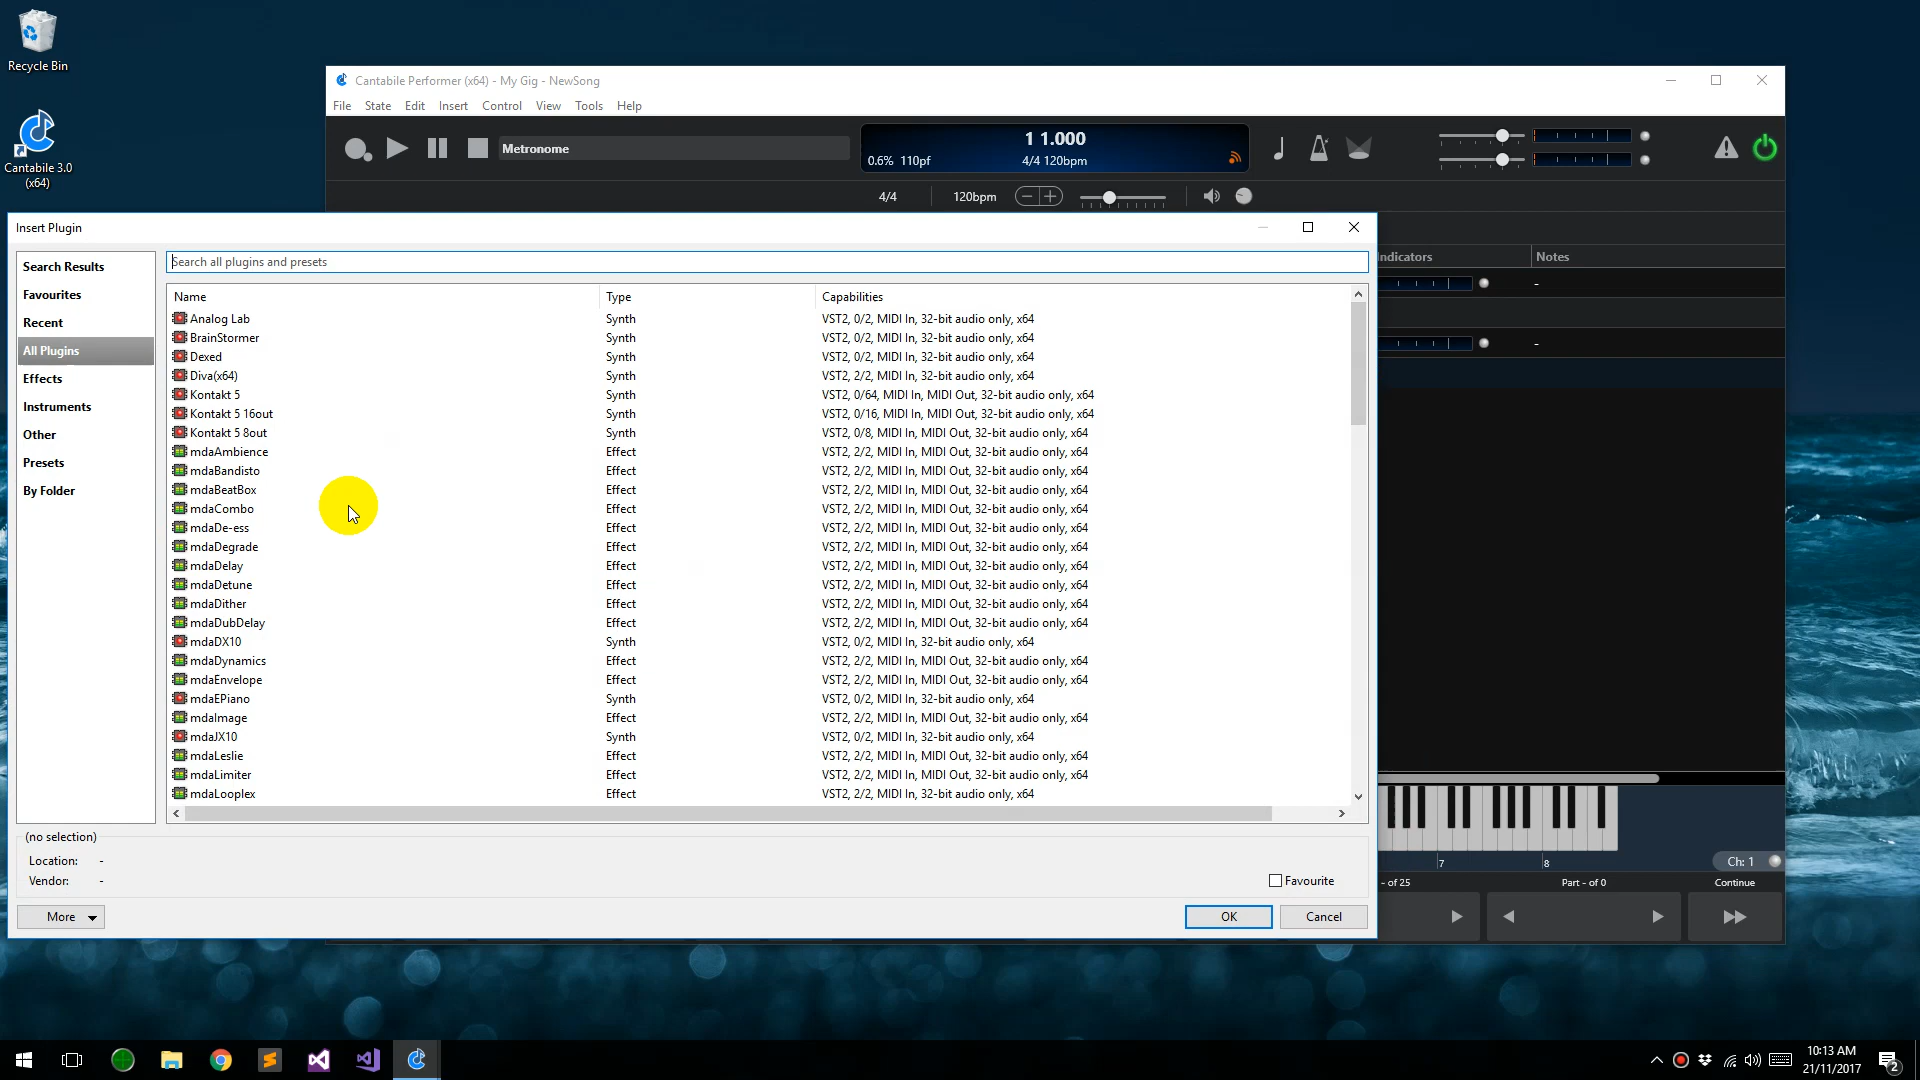 Recycle Bin
Cantabile 3.0
(x64)
Cantabile Performer (x64) - My Gig - NewSong
File State Edit Insert Control View Tools Help
Metronome
1 1.000
0.6% 110pf 4/4 120bpm
4/4 120bpm
Insert Plugin
Search Results
Favourites
Recent
All Plugins
Effects
Instruments
Other
Presets
By Folder
Search all plugins and presets
Name Type Capabilities
Analog Lab Synth VST2, 0/2, MIDI In, 32-bit audio only, x64
BrainStormer Synth VST2, 0/2, MIDI In, 32-bit audio only, x64
Dexed Synth VST2, 0/2, MIDI In, 32-bit audio only, x64
Diva(x64) Synth VST2, 2/2, MIDI In, 32-bit audio only, x64
Kontakt 5 Synth VST2, 0/64, MIDI In, MIDI Out, 32-bit audio only, x64
Kontakt 5 16out Synth VST2, 0/16, MIDI In, MIDI Out, 32-bit audio only, x64
Kontakt 5 8out Synth VST2, 0/8, MIDI In, MIDI Out, 32-bit audio only, x64
mdaAmbience Effect VST2, 2/2, MIDI In, MIDI Out, 32-bit audio only, x64
mdaBandisto Effect VST2, 2/2, MIDI In, MIDI Out, 32-bit audio only, x64
mdaBeatBox Effect VST2, 2/2, MIDI In, MIDI Out, 32-bit audio only, x64
mdaCombo Effect VST2, 2/2, MIDI In, MIDI Out, 32-bit audio only, x64
mdaDe-ess Effect VST2, 2/2, MIDI In, MIDI Out, 32-bit audio only, x64
mdaDegrade Effect VST2, 2/2, MIDI In, MIDI Out, 32-bit audio only, x64
mdaDelay Effect VST2, 2/2, MIDI In, MIDI Out, 32-bit audio only, x64
mdaDetune Effect VST2, 2/2, MIDI In, MIDI Out, 32-bit audio only, x64
mdaDither Effect VST2, 2/2, MIDI In, MIDI Out, 32-bit audio only, x64
mdaDubDelay Effect VST2, 2/2, MIDI In, MIDI Out, 32-bit audio only, x64
mdaDX10 Synth VST2, 0/2, MIDI In, 32-bit audio only, x64
mdaDynamics Effect VST2, 2/2, MIDI In, MIDI Out, 32-bit audio only, x64
mdaEnvelope Effect VST2, 2/2, MIDI In, MIDI Out, 32-bit audio only, x64
mdaEPiano Synth VST2, 0/2, MIDI In, 32-bit audio only, x64
mdaImage Effect VST2, 2/2, MIDI In, MIDI Out, 32-bit audio only, x64
mdaJX10 Synth VST2, 0/2, MIDI In, 32-bit audio only, x64
mdaLeslie Effect VST2, 2/2, MIDI In, MIDI Out, 32-bit audio only, x64
mdaLimiter Effect VST2, 2/2, MIDI In, MIDI Out, 32-bit audio only, x64
mdaLooplex Effect VST2, 2/2, MIDI In, 32-bit audio only, x64
(no selection)
Location: -
Vendor: -
Favourite
More OK Cancel
Indicators Notes
-
-
7 8
Ch: 1
- of 25 Part - of 0 Continue
10:13 AM
21/11/2017
2